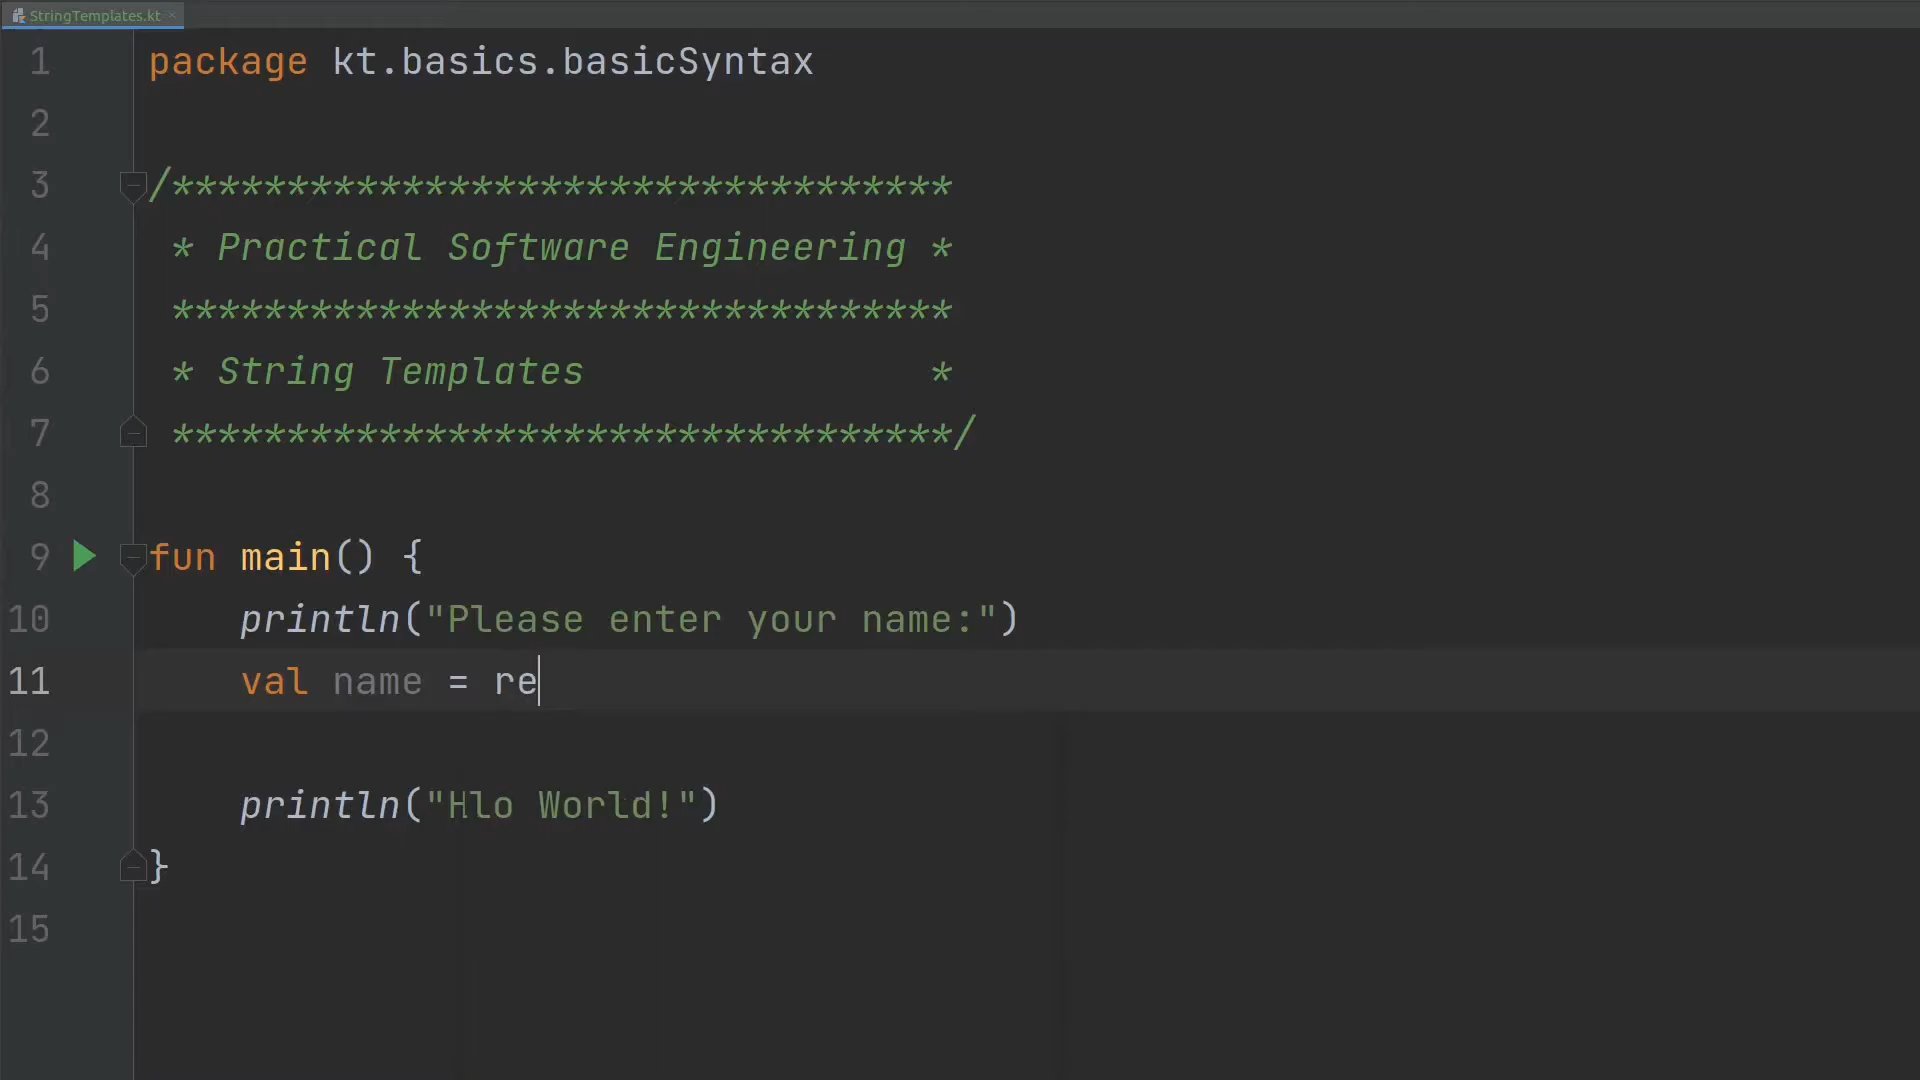 StringTemplates.kt ×
1 package kt.basics.basicSyntax
2
3 /**********************************
4 * Practical Software Engineering *
5 **********************************
6 * String Templates               *
7 **********************************/
8
9 fun main() {
10     println("Please enter your name:")
11     val name = re
12
13     println("Hlo World!")
14 }
15